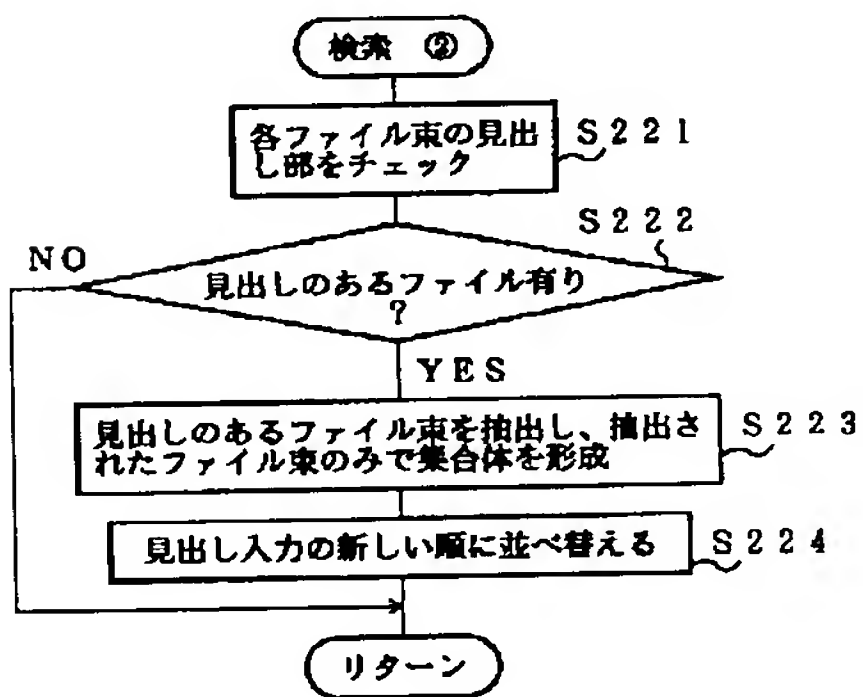 検索 ②
各ファイル束の見出
し部をチェック
S221
S222
NO
見出しのあるファイル有り
?
YES
見出しのあるファイル束を抽出し、抽出さ
れたファイル束のみで集合体を形成
S223
見出し入力の新しい順に並べ替える
S224
リターン